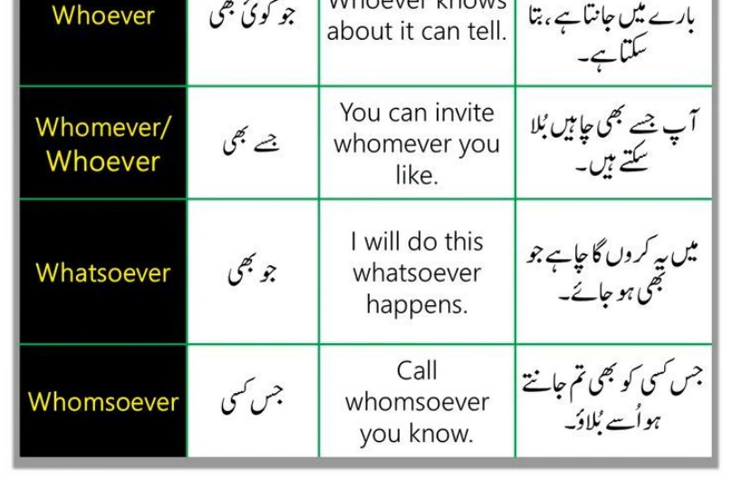 Whoever
جو کوئی بھی
Whoever knows
about it can tell.
بارے میں جانتا ہے، بتا
سکتا ہے۔
Whomever/
Whoever
جسے بھی
You can invite
whomever you
like.
آپ جسے بھی چاہیں بُلا
سکتے ہیں۔
Whatsoever
جو بھی
I will do this
whatsoever
happens.
میں یہ کروں گا چاہے جو
بھی ہو جائے۔
Whomsoever
جس کسی
Call
whomsoever
you know.
جس کسی کو بھی تم جانتے
ہو اُسے بُلاؤ۔